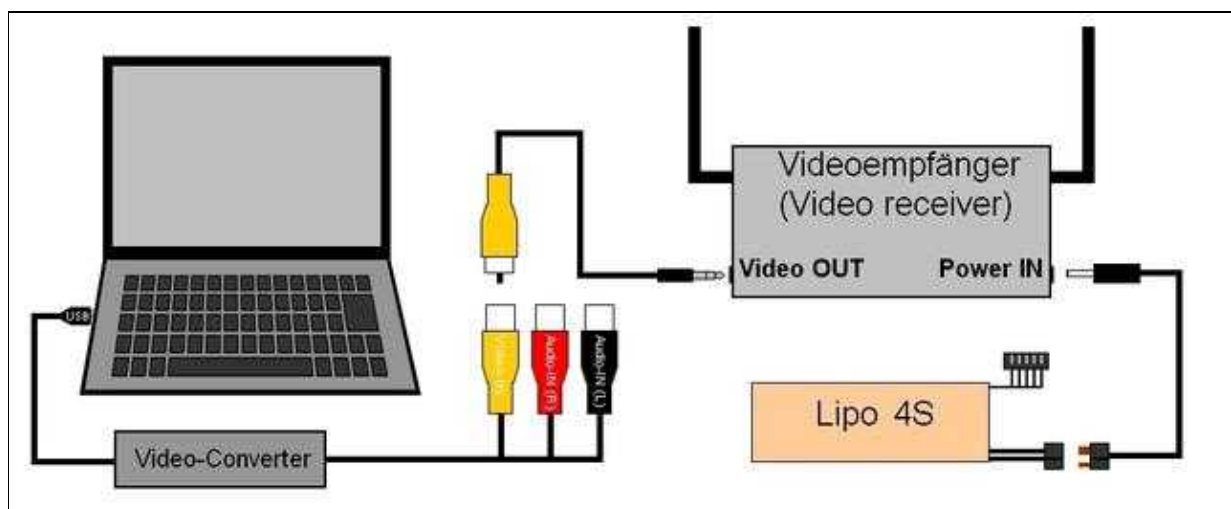 Videoempfänger
(Video receiver)
Video OUT
Power IN
USB
Video-IN
Audio-IN (R)
Audio-IN (L)
Lipo 4S
Video-Converter